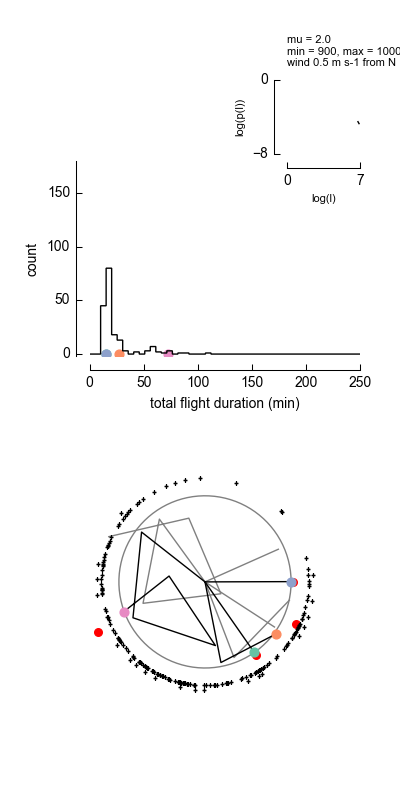 mu = 2.0
min = 900, max = 1000
wind 0.5 m s-1 from N
0
log(p(l))
−8
0 7
log(l)
150
100
50
0
count
0 50 100 150 200 250
total flight duration (min)